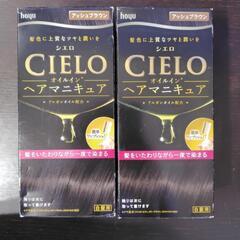 hoyu
アッシュブラウン
髪色に上質なツヤと潤いを
シエロ
CIELO
オイルイン
ヘアマニキュア
アルガンオイル配合
髪をいたわりながら一度で染まる
白髪用
hoyu
アッシュブラウン
髪色に上質なツヤと潤いを
シエロ
CIELO
オイルイン
ヘアマニキュア
アルガンオイル配合
髪をいたわりながら一度で染まる
白髪用